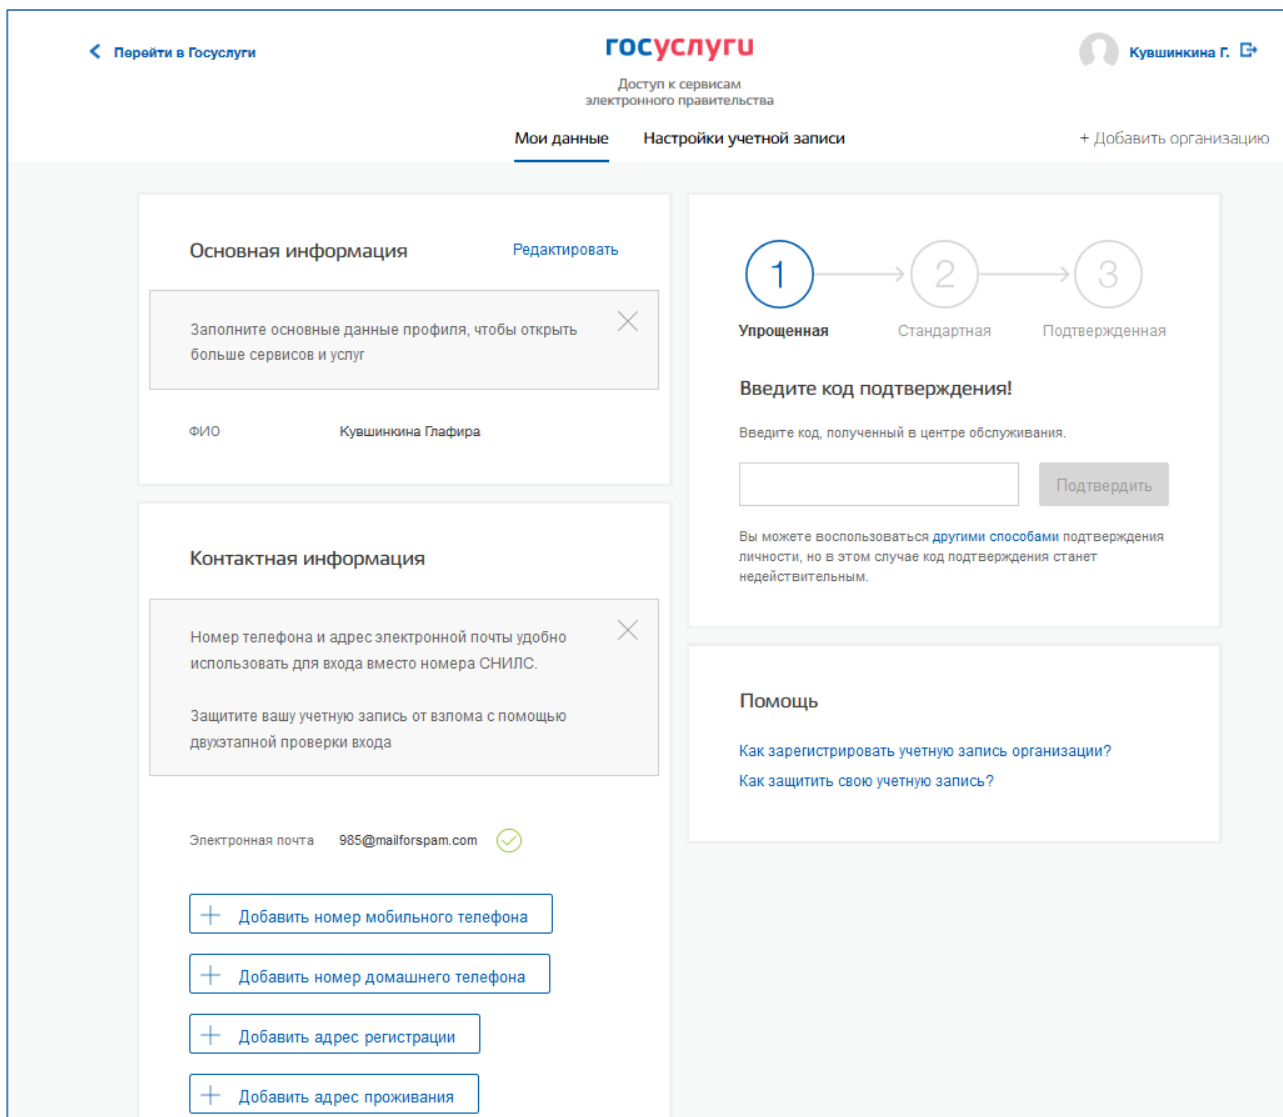 Перейти в Госуслуги
госуслуги
Кувшинкина Г.
Доступ к сервисам
электронного правительства
Мои данные
Настройки учетной записи
+ Добавить организацию
Основная информация
Редактировать
Заполните основные данные профиля, чтобы открыть
больше сервисов и услуг
ФИО
Кувшинкина Глафира
Контактная информация
Номер телефона и адрес электронной почты удобно
использовать для входа вместо номера СНИЛС.
Защитите вашу учетную запись от взлома с помощью
двухэтапной проверки входа
Электронная почта
985@mailforspam.com
Добавить номер мобильного телефона
Добавить номер домашнего телефона
Добавить адрес регистрации
Добавить адрес проживания
1
2
3
Упрощенная
Стандартная
Подтвержденная
Введите код подтверждения!
Введите код, полученный в центре обслуживания.
Подтвердить
Вы можете воспользоваться другими способами подтверждения
личности, но в этом случае код подтверждения станет
недействительным.
Помощь
Как зарегистрировать учетную запись организации?
Как защитить свою учетную запись?